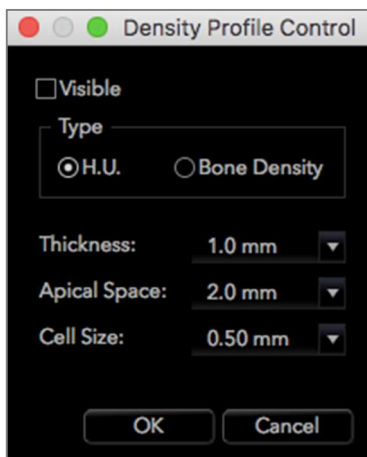 Density Profile Control
Visible
Type
H.U. Bone Density
Thickness: 1.0 mm
Apical Space: 2.0 mm
Cell Size: 0.50 mm
OK Cancel